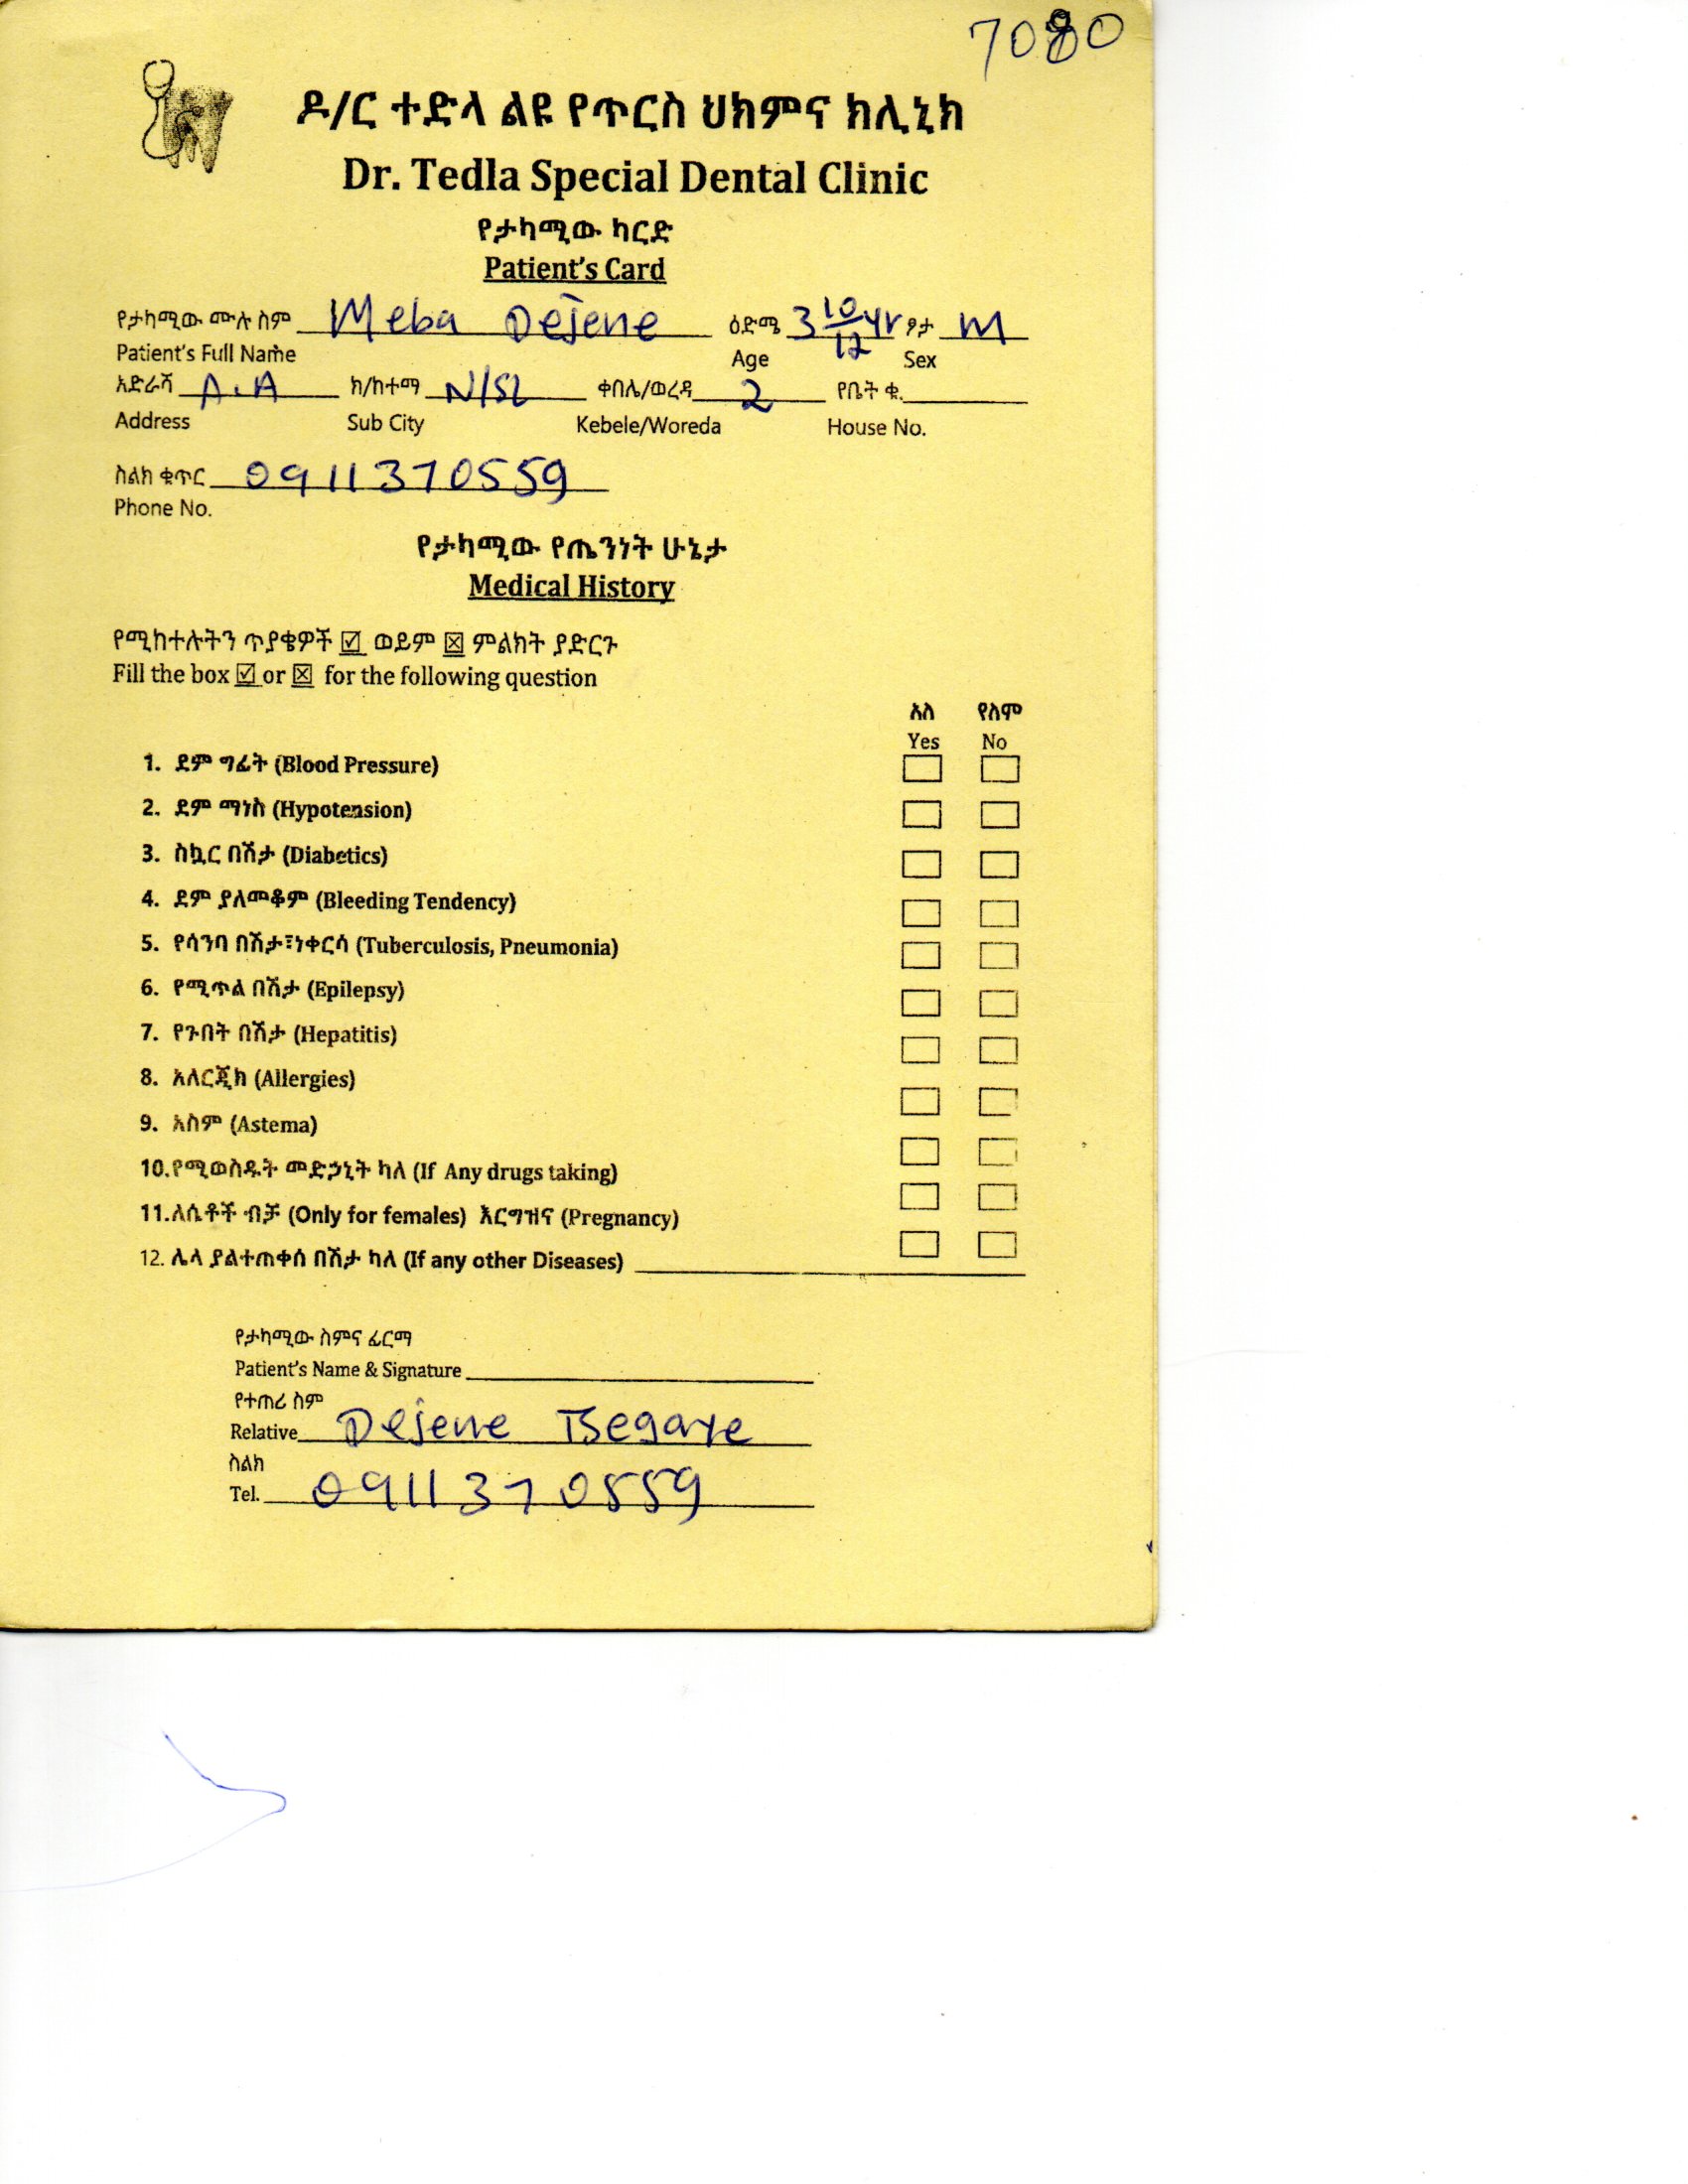 7080
ዶ/ር ተድላ ልዩ የጥርስ ህክምና ክሊኒክ
Dr. Tedla Special Dental Clinic
የታካሚው ካርድ
Patient's Card
የታካሚው ሙሉ ስም Meba Dejene ዕድሜ 3 10/12 yr ፆታ M
Patient's Full Name Age Sex
አድራሻ A.A ክ/ከተማ N/SL ቀበሌ/ወረዳ 2 የቤት ቁ.
Address Sub City Kebele/Woreda House No.
ስልክ ቁጥር 0911370559
Phone No.
የታካሚው የጤንነት ሁኔታ
Medical History
የሚከተሉትን ጥያቄዎች ☑ ወይም ☒ ምልክት ያድርጉ
Fill the box ☑ or ☒ for the following question
አለ የለም
Yes No
1. ደም ግፊት (Blood Pressure)
2. ደም ማነስ (Hypotension)
3. ስኳር በሽታ (Diabetics)
4. ደም ያለመቆም (Bleeding Tendency)
5. የሳንባ በሽታ፣ነቀርሳ (Tuberculosis, Pneumonia)
6. የሚጥል በሽታ (Epilepsy)
7. የጉበት በሽታ (Hepatitis)
8. አለርጂክ (Allergies)
9. አስም (Astema)
10.የሚወስዱት መድኃኒት ካለ (If Any drugs taking)
11.ለሴቶች ብቻ (Only for females) እርግዝና (Pregnancy)
12. ሌላ ያልተጠቀሰ በሽታ ካለ (If any other Diseases)
የታካሚው ስምና ፊርማ
Patient's Name & Signature
የተጠሪ ስም
Relative Dejene Tsegaye
ስልክ
Tel. 0911370559